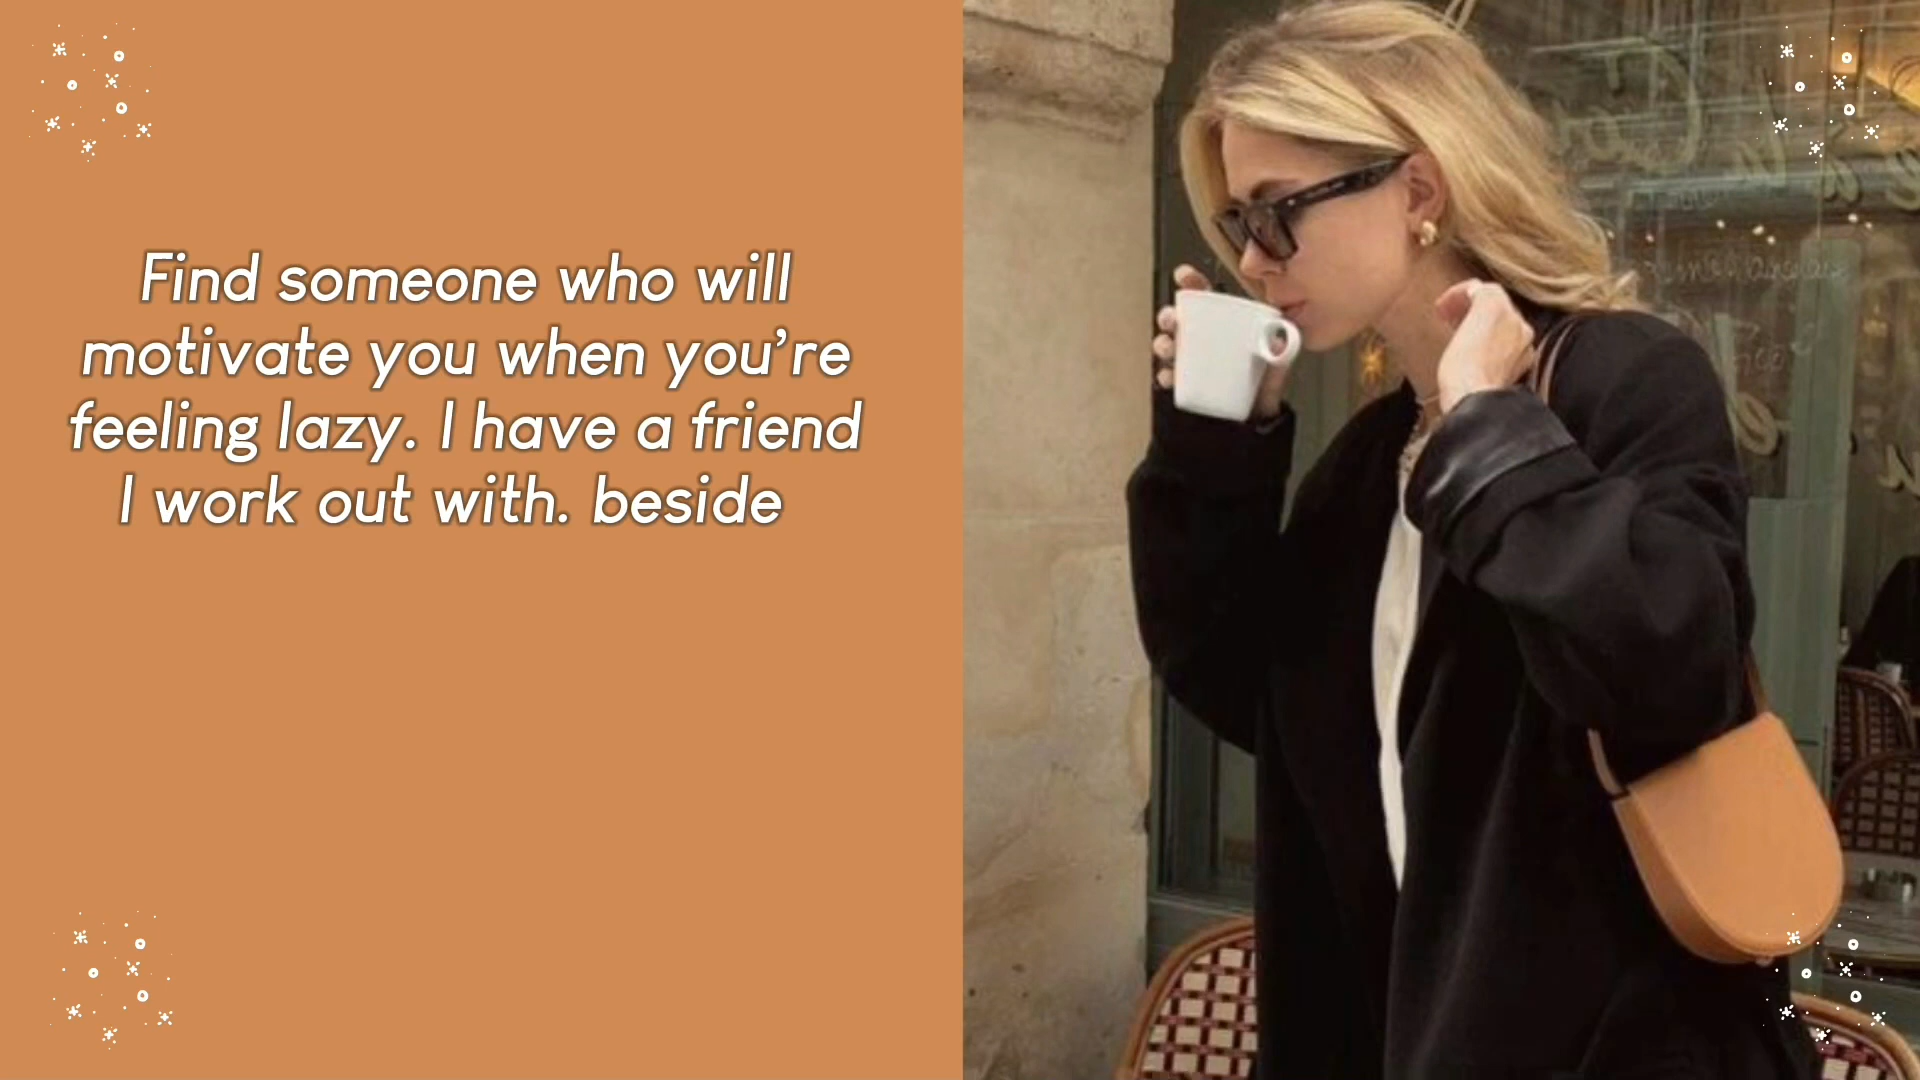 Find someone who will
motivate you when you’re
feeling lazy. I have a friend
I work out with. beside